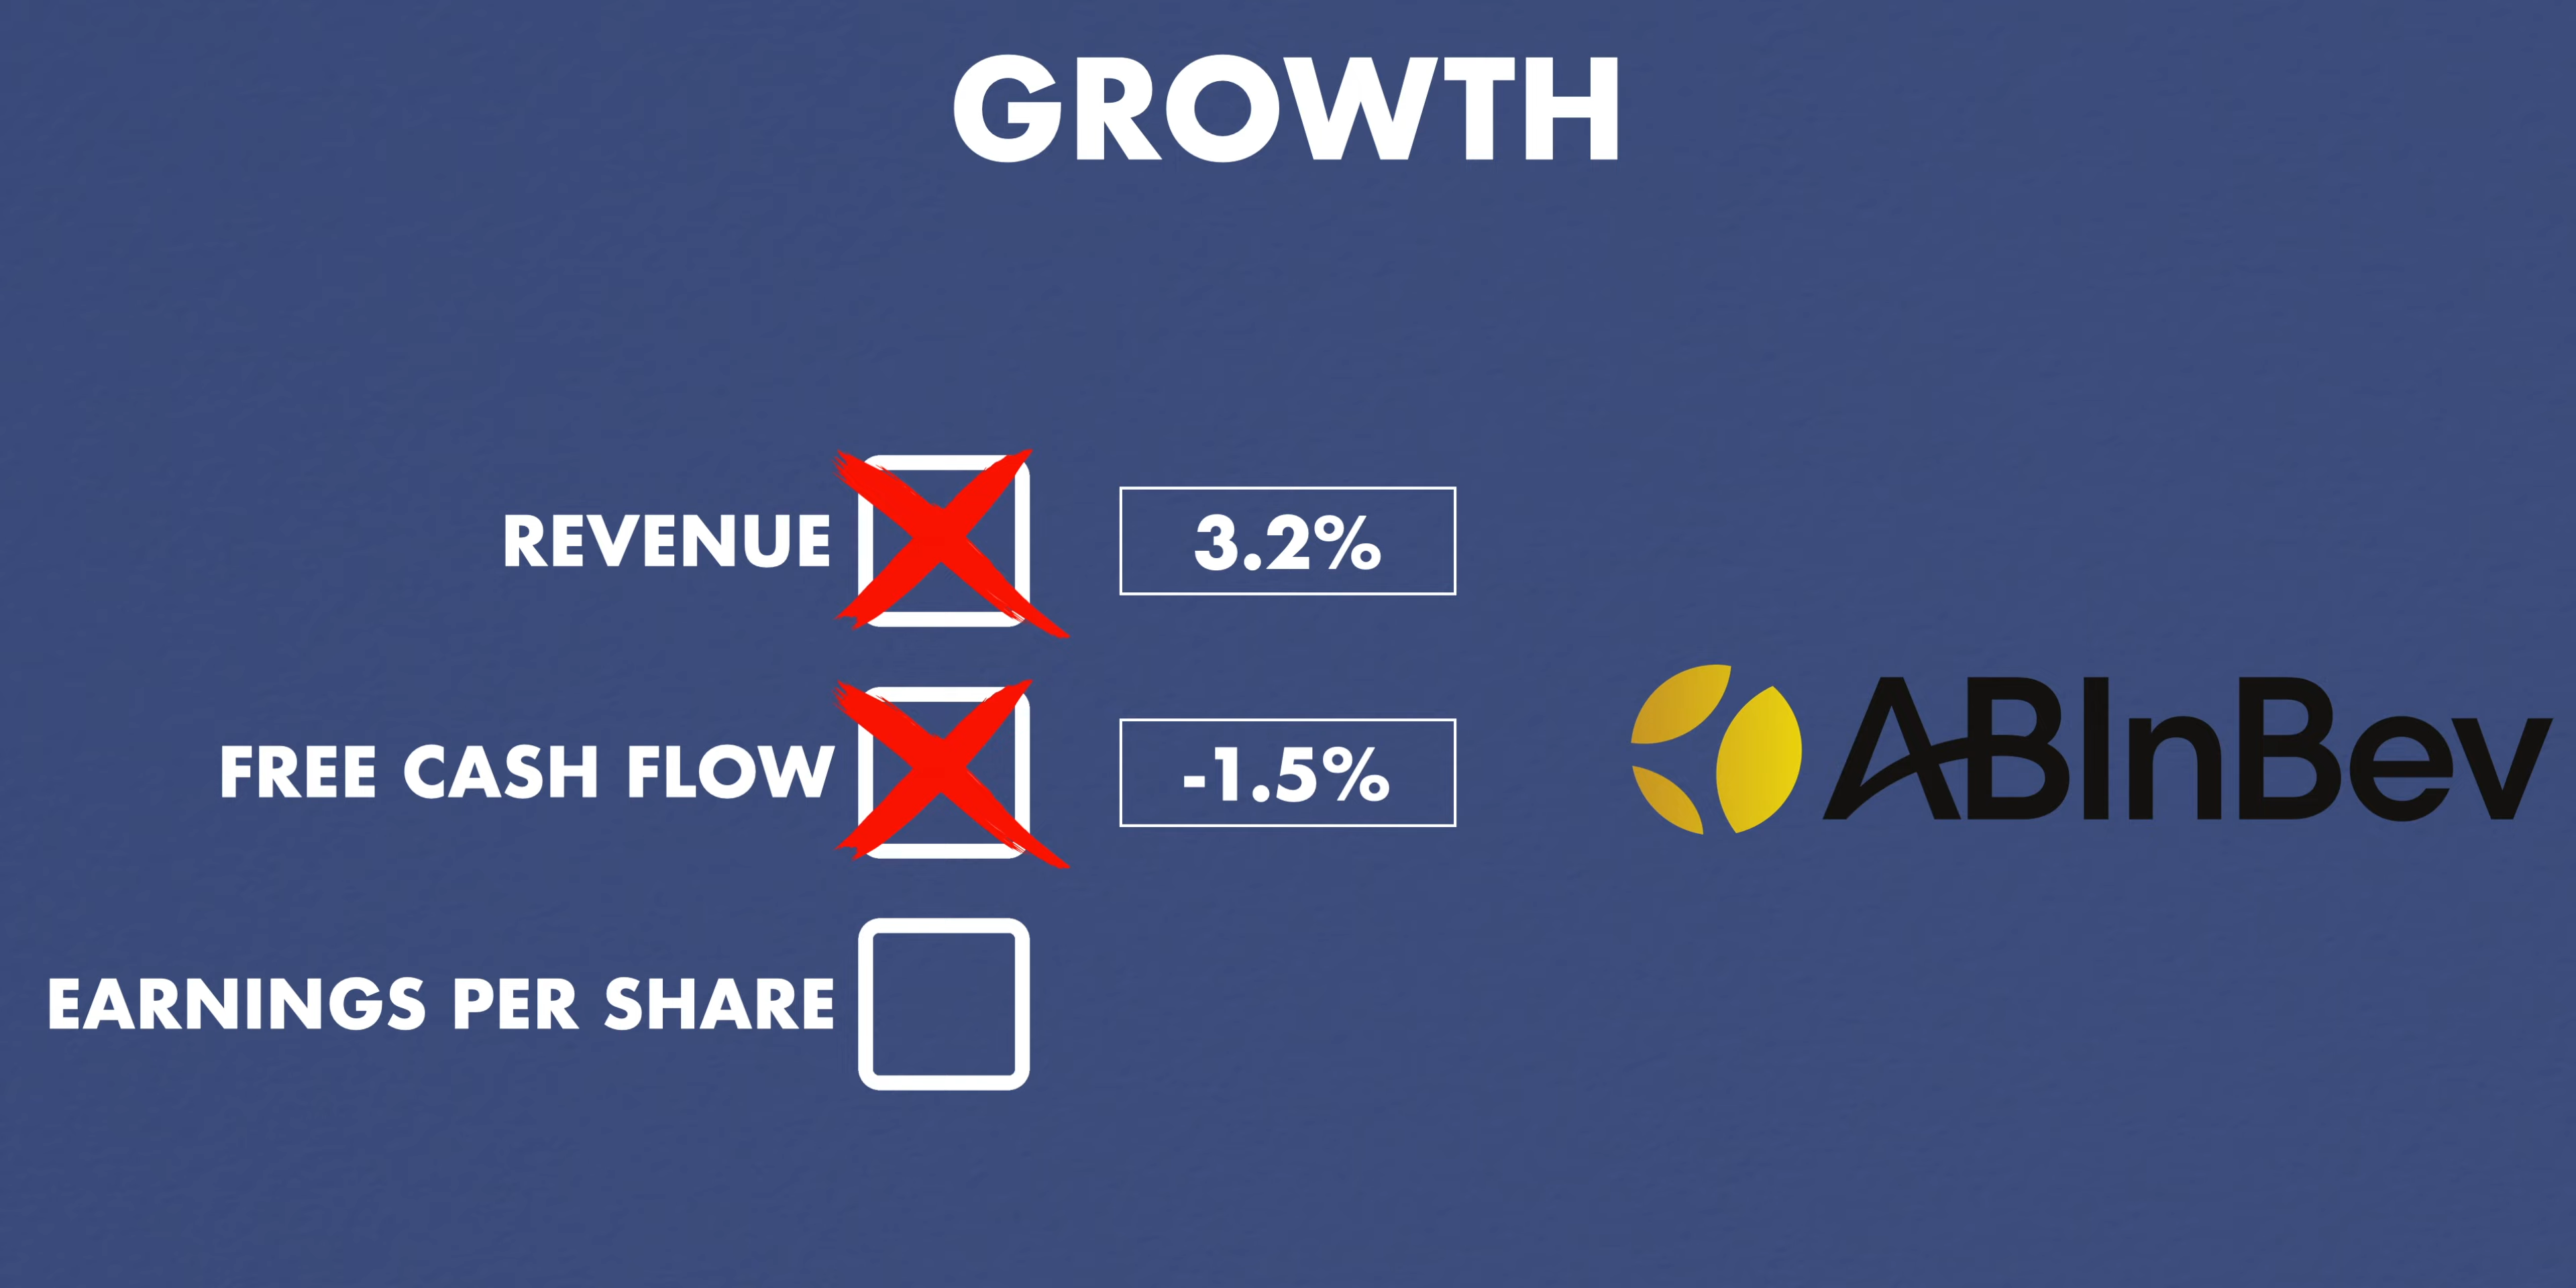 GROWTH
REVENUE 3.2%
FREE CASH FLOW -1.5%
ABInBev
EARNINGS PER SHARE